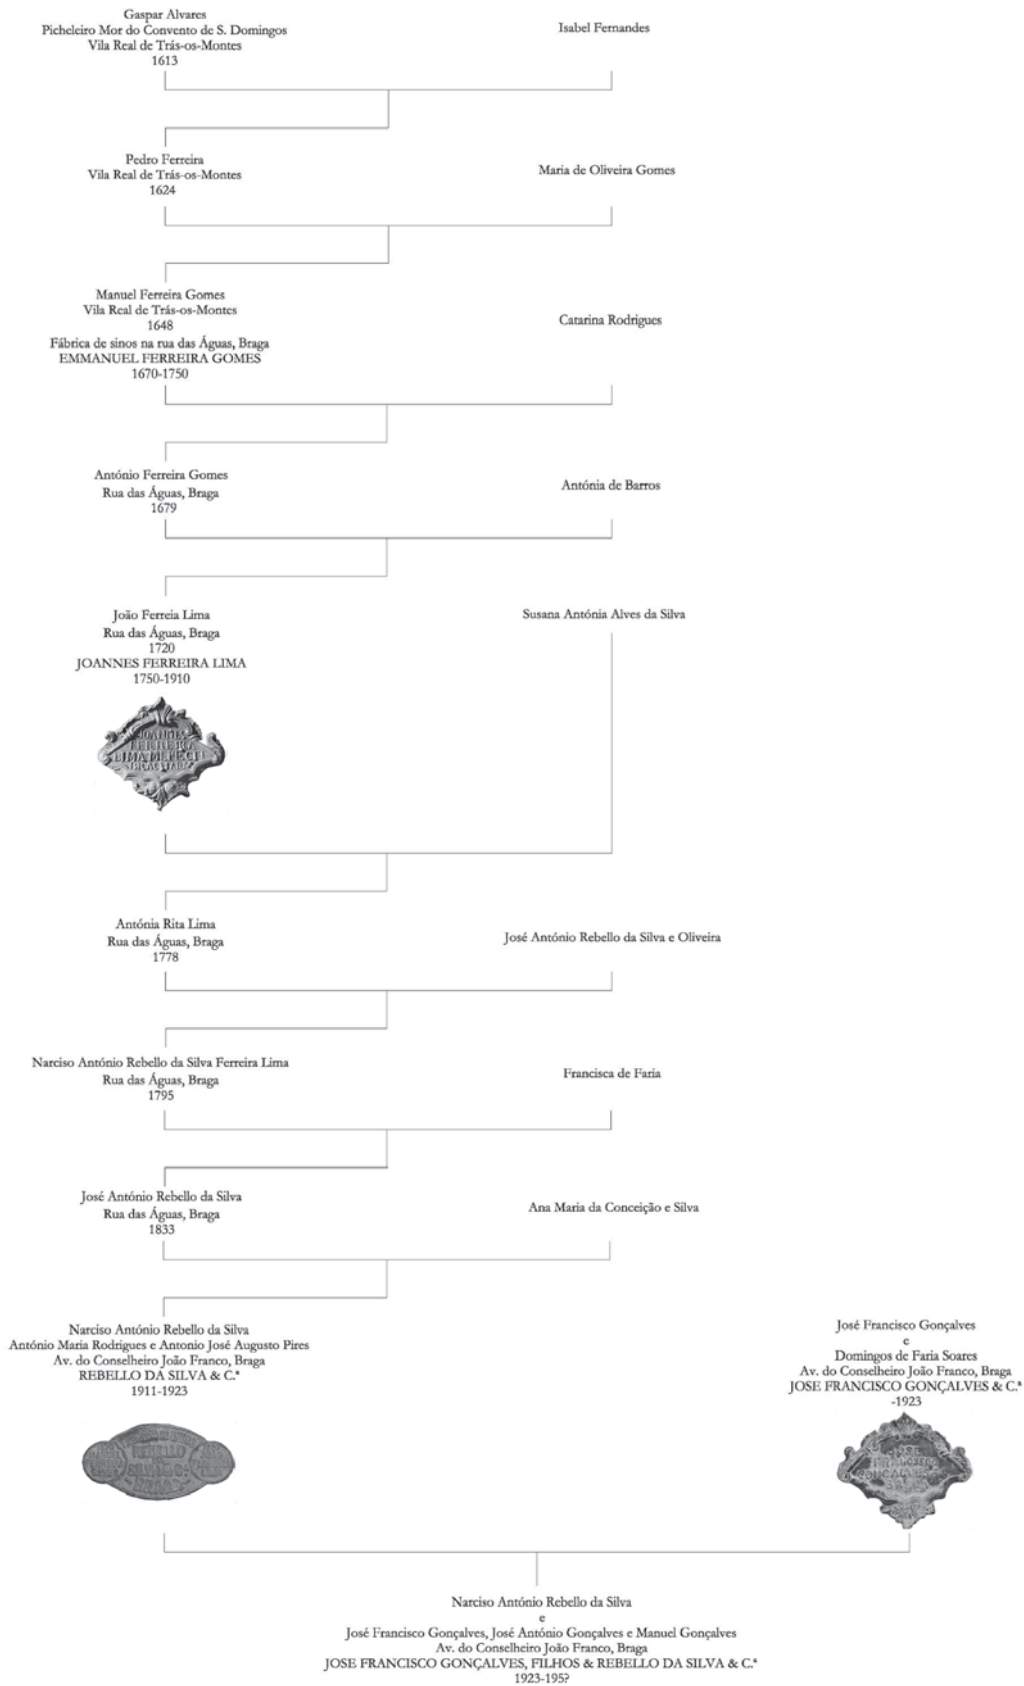 Gaspar Alvares
Picheleiro Mor do Convento de S. Domingos
Vila Real de Trás-os-Montes
1613
Isabel Fernandes
Pedro Ferreira
Vila Real de Trás-os-Montes
1624
Maria de Oliveira Gomes
Manuel Ferreira Gomes
Vila Real de Trás-os-Montes
1648
Fábrica de sinos na rua das Águas, Braga
EMMANUEL FERREIRA GOMES
1670-1750
Catarina Rodrigues
António Ferreira Gomes
Rua das Águas, Braga
1679
Antónia de Barros
João Ferreia Lima
Rua das Águas, Braga
1720
JOANNES FERREIRA LIMA
1750-1910
Susana Antónia Alves da Silva
JOANNES
FERREIRA
LIMA ME FECIT
Antónia Rita Lima
Rua das Águas, Braga
1778
José António Rebello da Silva e Oliveira
Narciso António Rebello da Silva Ferreira Lima
Rua das Águas, Braga
1795
Francisca de Faria
José António Rebello da Silva
Rua das Águas, Braga
1833
Ana Maria da Conceição e Silva
Narciso António Rebello da Silva
António Maria Rodrigues e Antonio José Augusto Pires
Av. do Conselheiro João Franco, Braga
REBELLO DA SILVA & C.ª
1911-1923
José Francisco Gonçalves
e
Domingos de Faria Soares
Av. do Conselheiro João Franco, Braga
JOSE FRANCISCO GONÇALVES & C.ª
-1923
REBELLO
JOSE
FRANCISCO
GONÇALVES
Narciso António Rebello da Silva
e
José Francisco Gonçalves, José António Gonçalves e Manuel Gonçalves
Av. do Conselheiro João Franco, Braga
JOSE FRANCISCO GONÇALVES, FILHOS & REBELLO DA SILVA & C.ª
1923-195?